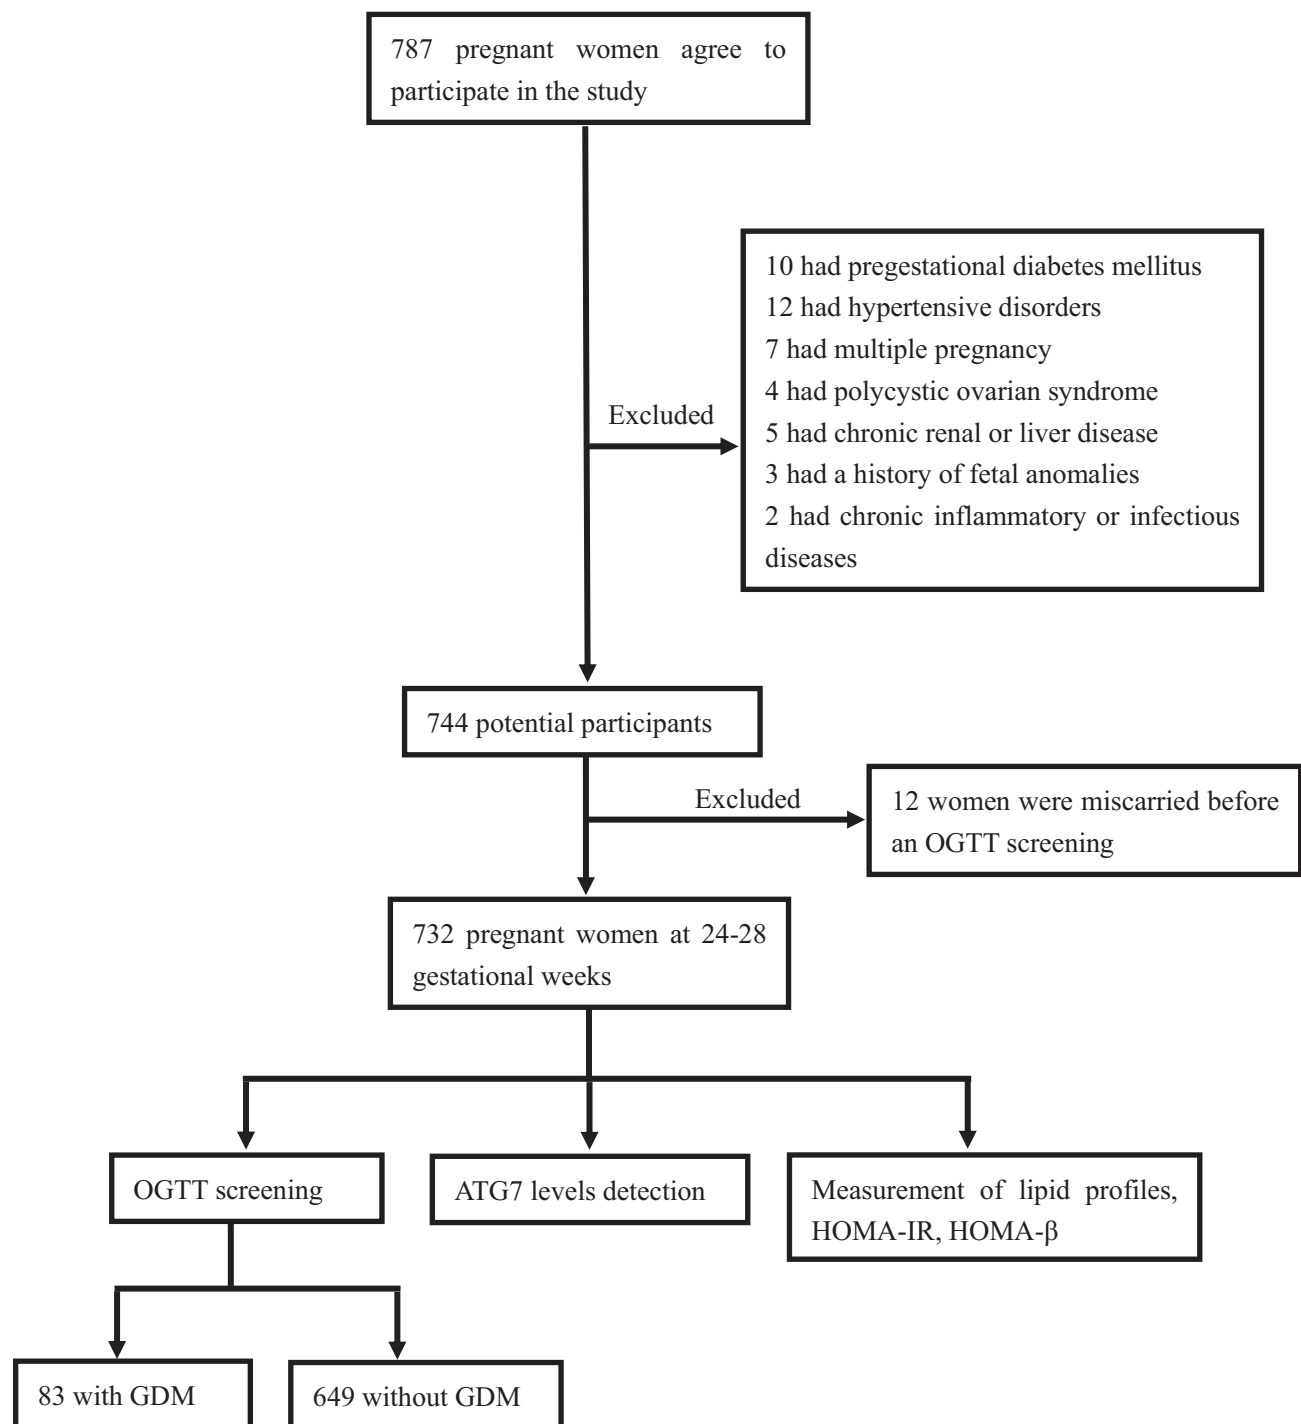 787 pregnant women agree to
participate in the study
10 had pregestational diabetes mellitus
12 had hypertensive disorders
7 had multiple pregnancy
4 had polycystic ovarian syndrome
5 had chronic renal or liver disease
3 had a history of fetal anomalies
2 had chronic inflammatory or infectious
diseases
Excluded
744 potential participants
Excluded
12 women were miscarried before
an OGTT screening
732 pregnant women at 24-28
gestational weeks
OGTT screening
ATG7 levels detection
Measurement of lipid profiles,
HOMA-IR, HOMA-β
83 with GDM
649 without GDM